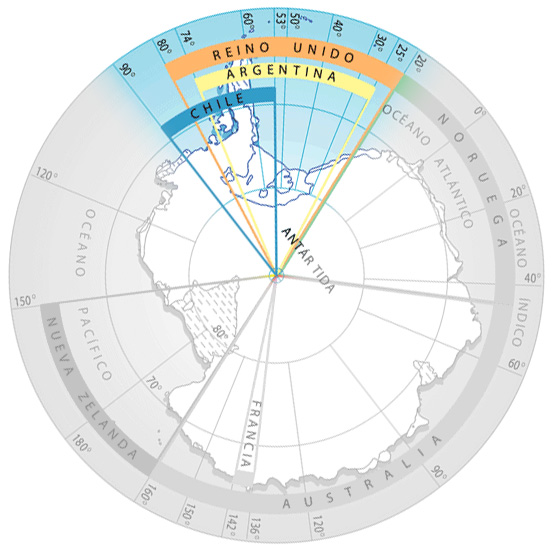 60°
53°
50°
40°
30°
25°
20°
80°
74°
90°
REINO UNIDO
ARGENTINA
CHILE
OCÉANO ATLÁNTICO
NORUEGA
0°
20°
OCÉANO ÍNDICO
40°
60°
120°
OCÉANO PACÍFICO
150°
ANTÁRTIDA
80°
70°
NUEVA ZELANDA
180°
160°
150°
142°
136°
120°
90°
FRANCIA
AUSTRALIA